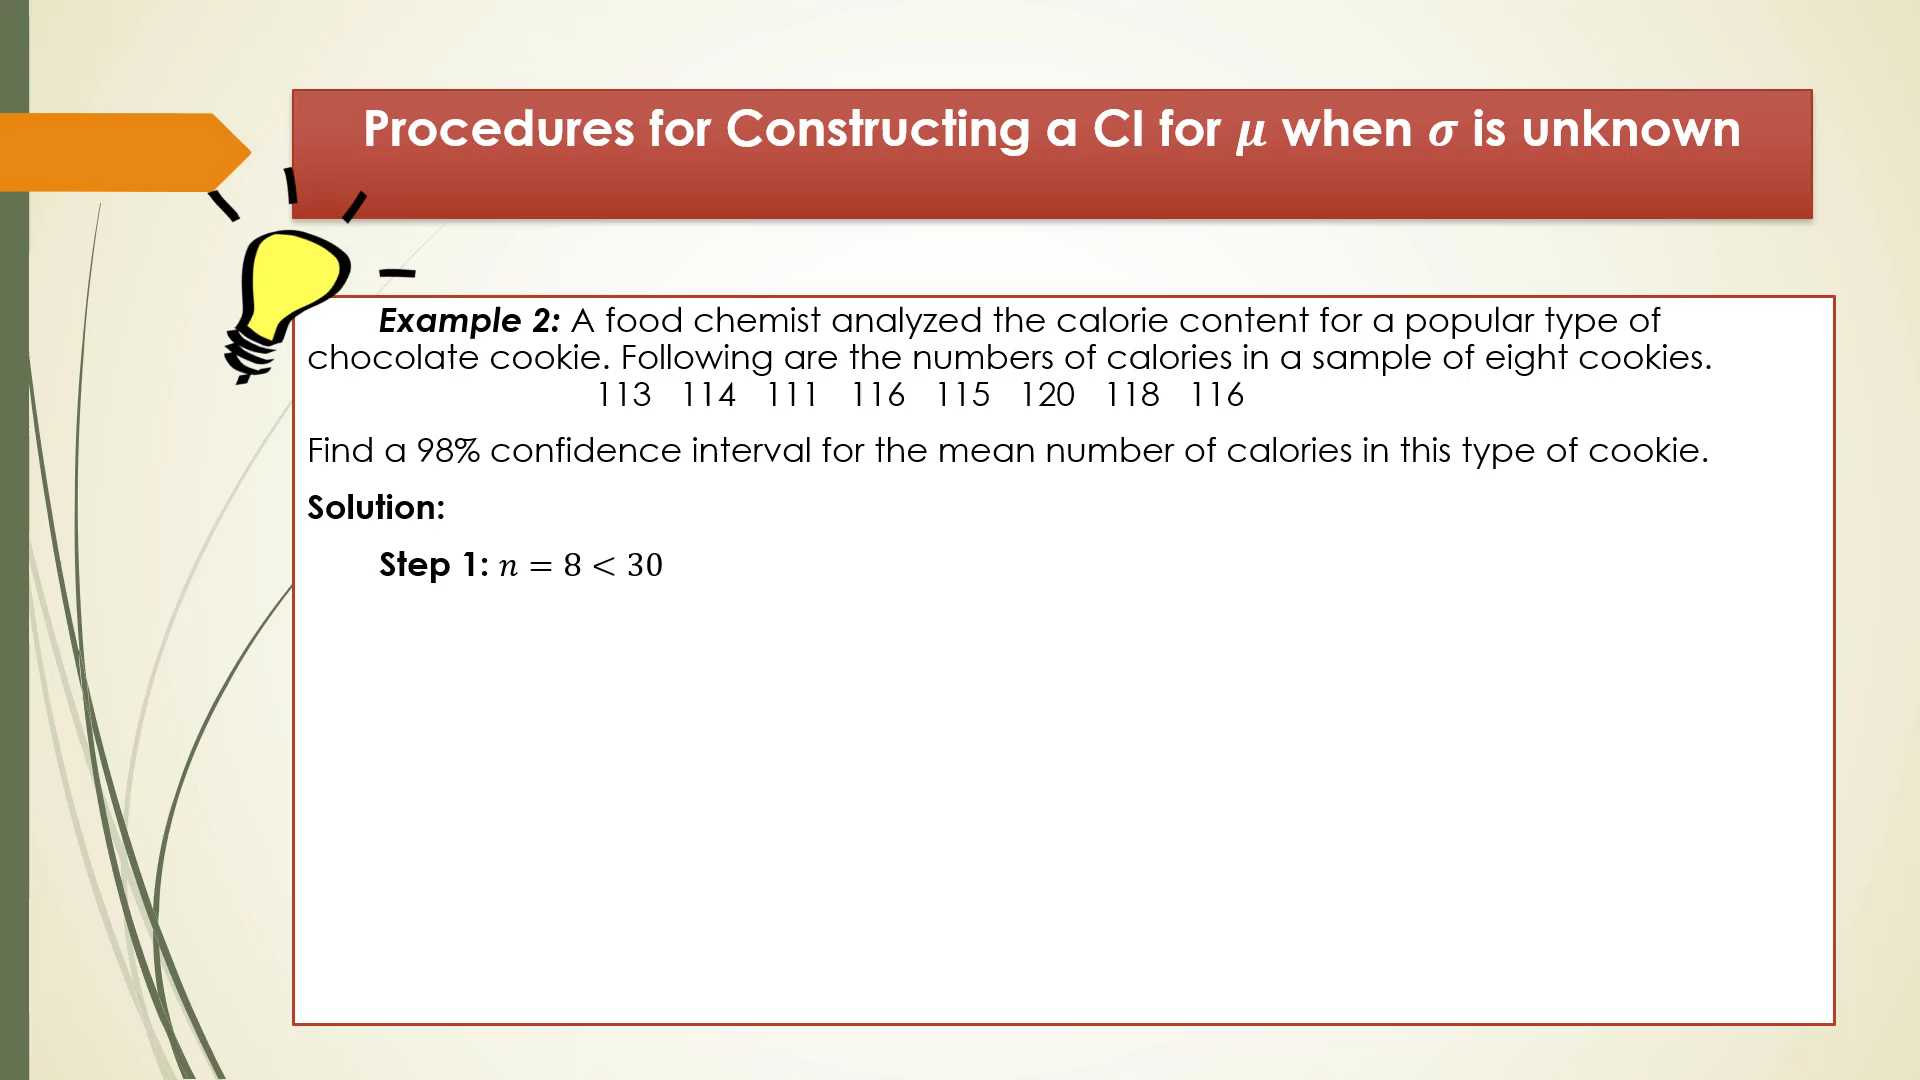 Procedures for Constructing a CI for μ when σ is unknown
Example 2: A food chemist analyzed the calorie content for a popular type of
chocolate cookie. Following are the numbers of calories in a sample of eight cookies.
113 114 111 116 115 120 118 116
Find a 98% confidence interval for the mean number of calories in this type of cookie.
Solution:
Step 1: n = 8 < 30